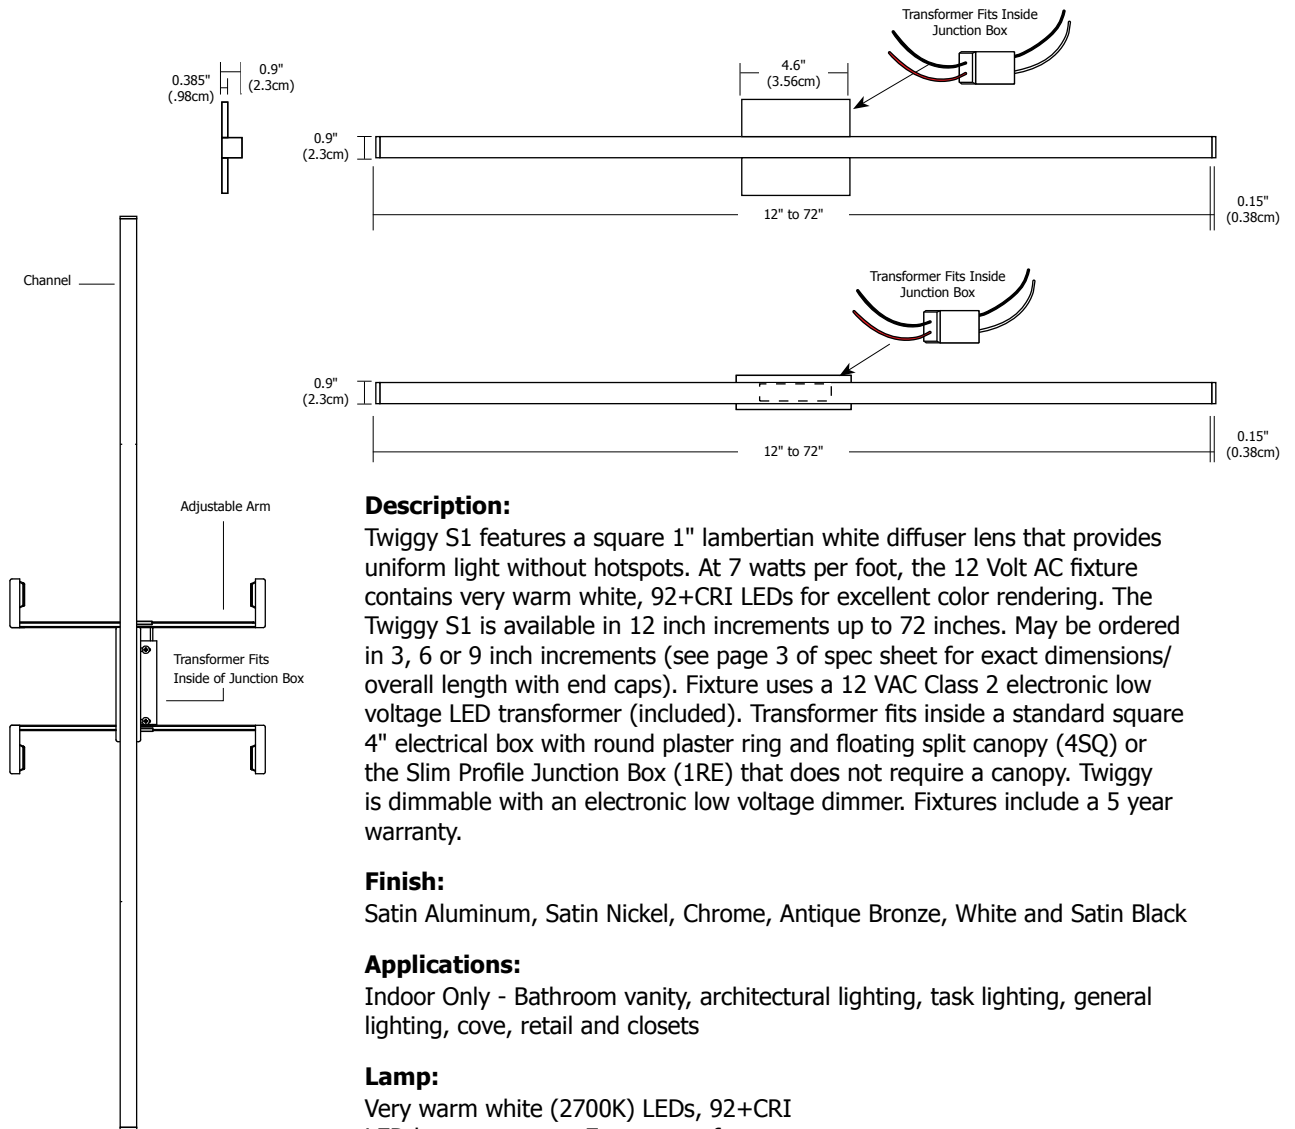 Transformer Fits Inside
Junction Box
0.9"
(2.3cm)
0.385"
(.98cm)
4.6"
(3.56cm)
0.9"
(2.3cm)
12" to 72"
0.15"
(0.38cm)
Channel
Transformer Fits Inside
Junction Box
0.9"
(2.3cm)
12" to 72"
0.15"
(0.38cm)
Adjustable Arm
Transformer Fits
Inside of Junction Box
Description:
Twiggy S1 features a square 1" lambertian white diffuser lens that provides
uniform light without hotspots. At 7 watts per foot, the 12 Volt AC fixture
contains very warm white, 92+CRI LEDs for excellent color rendering. The
Twiggy S1 is available in 12 inch increments up to 72 inches. May be ordered
in 3, 6 or 9 inch increments (see page 3 of spec sheet for exact dimensions/
overall length with end caps). Fixture uses a 12 VAC Class 2 electronic low
voltage LED transformer (included). Transformer fits inside a standard square
4" electrical box with round plaster ring and floating split canopy (4SQ) or
the Slim Profile Junction Box (1RE) that does not require a canopy. Twiggy
is dimmable with an electronic low voltage dimmer. Fixtures include a 5 year
warranty.
Finish:
Satin Aluminum, Satin Nickel, Chrome, Antique Bronze, White and Satin Black
Applications:
Indoor Only - Bathroom vanity, architectural lighting, task lighting, general
lighting, cove, retail and closets
Lamp:
Very warm white (2700K) LEDs, 92+CRI